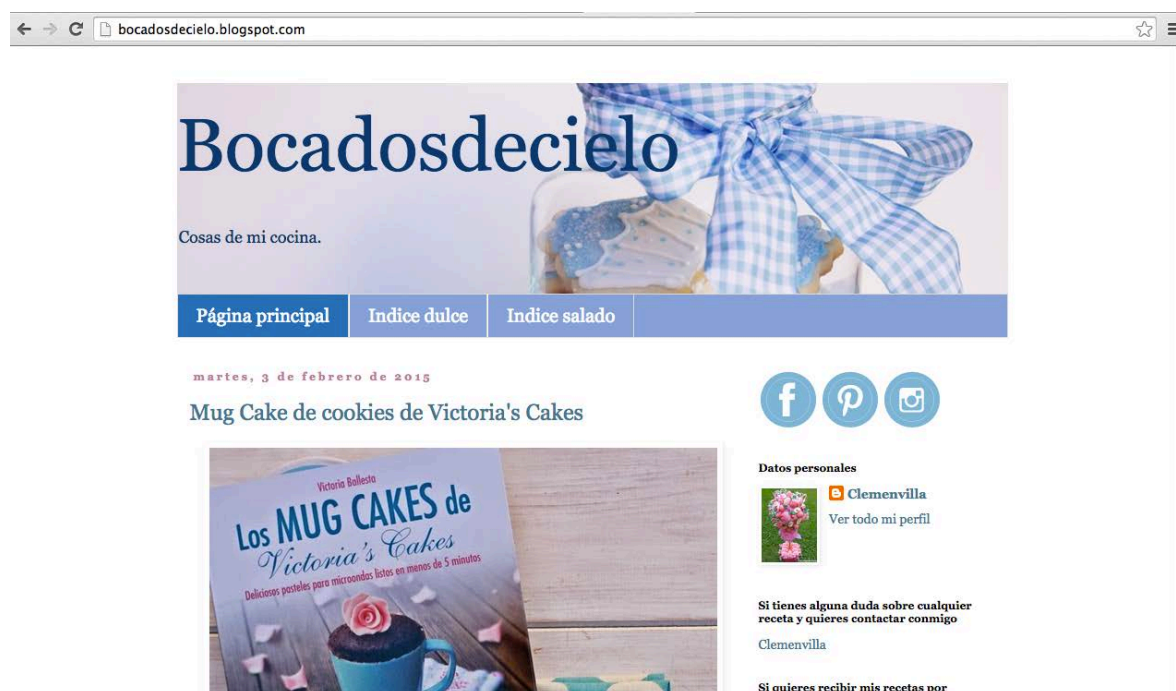 bocadosdecielo.blogspot.com
Bocadosdecielo
Cosas de mi cocina.
Página principal
Indice dulce
Indice salado
martes, 3 de febrero de 2015
Mug Cake de cookies de Victoria's Cakes
Victoria Ballesta
Los MUG CAKES de
Victoria's Cakes
Deliciosos pasteles para microondas listos en menos de 5 minutos
Datos personales
Clemenvilla
Ver todo mi perfil
Si tienes alguna duda sobre cualquier
receta y quieres contactar conmigo
Clemenvilla
Si quieres recibir mis recetas por